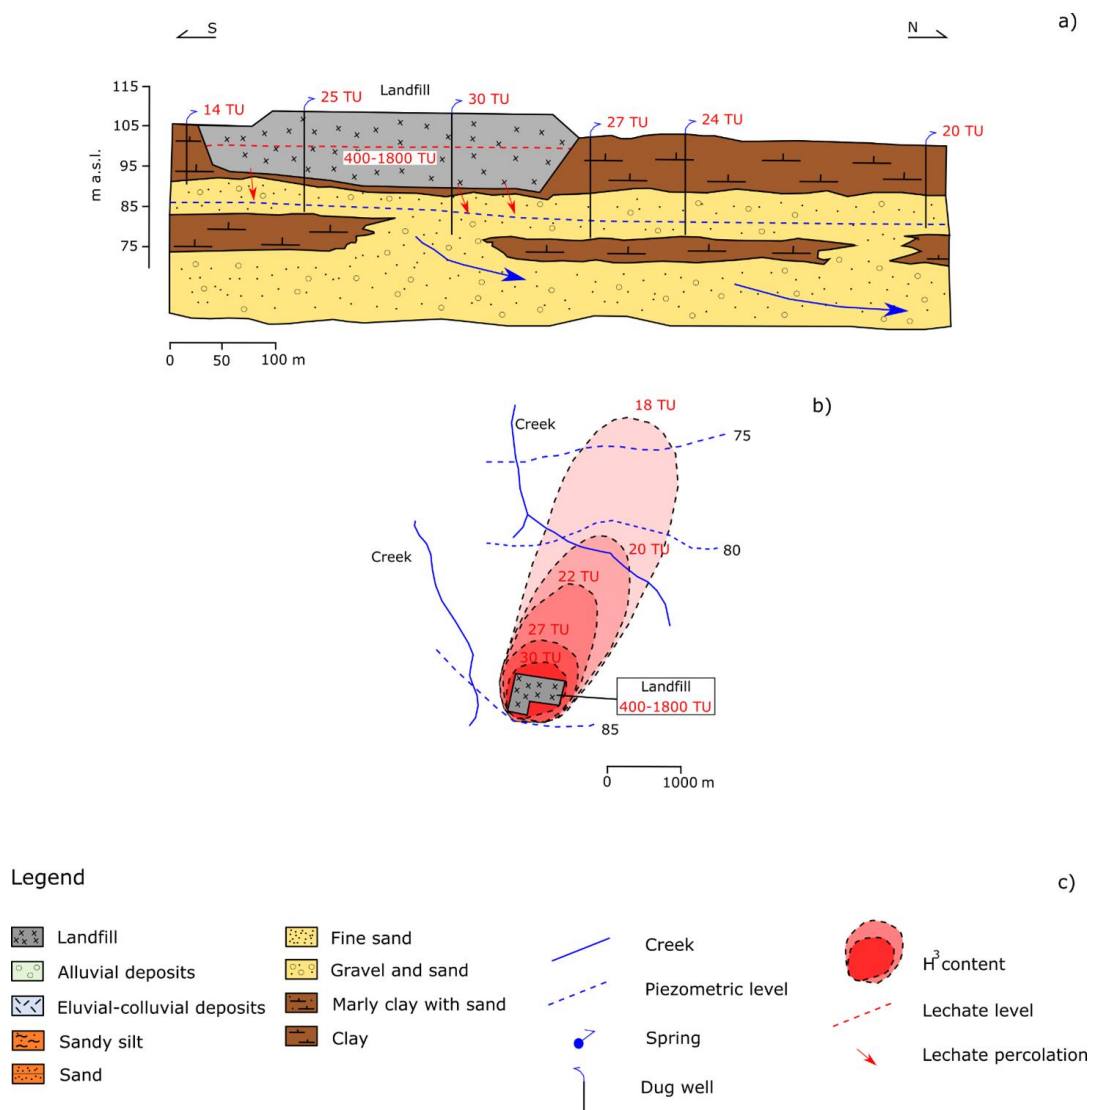 S
N
a)
14 TU
25 TU
Landfill
30 TU
27 TU
24 TU
20 TU
400-1800 TU
m a.s.l.
115
105
95
85
75
0 50 100 m
b)
18 TU
Creek
75
Creek
20 TU
80
22 TU
27 TU
30 TU
Landfill
400-1800 TU
85
0 1000 m
Legend
c)
Landfill
Alluvial deposits
Eluvial-colluvial deposits
Sandy silt
Sand
Fine sand
Gravel and sand
Marly clay with sand
Clay
Creek
Piezometric level
Spring
Dug well
H³ content
Lechate level
Lechate percolation